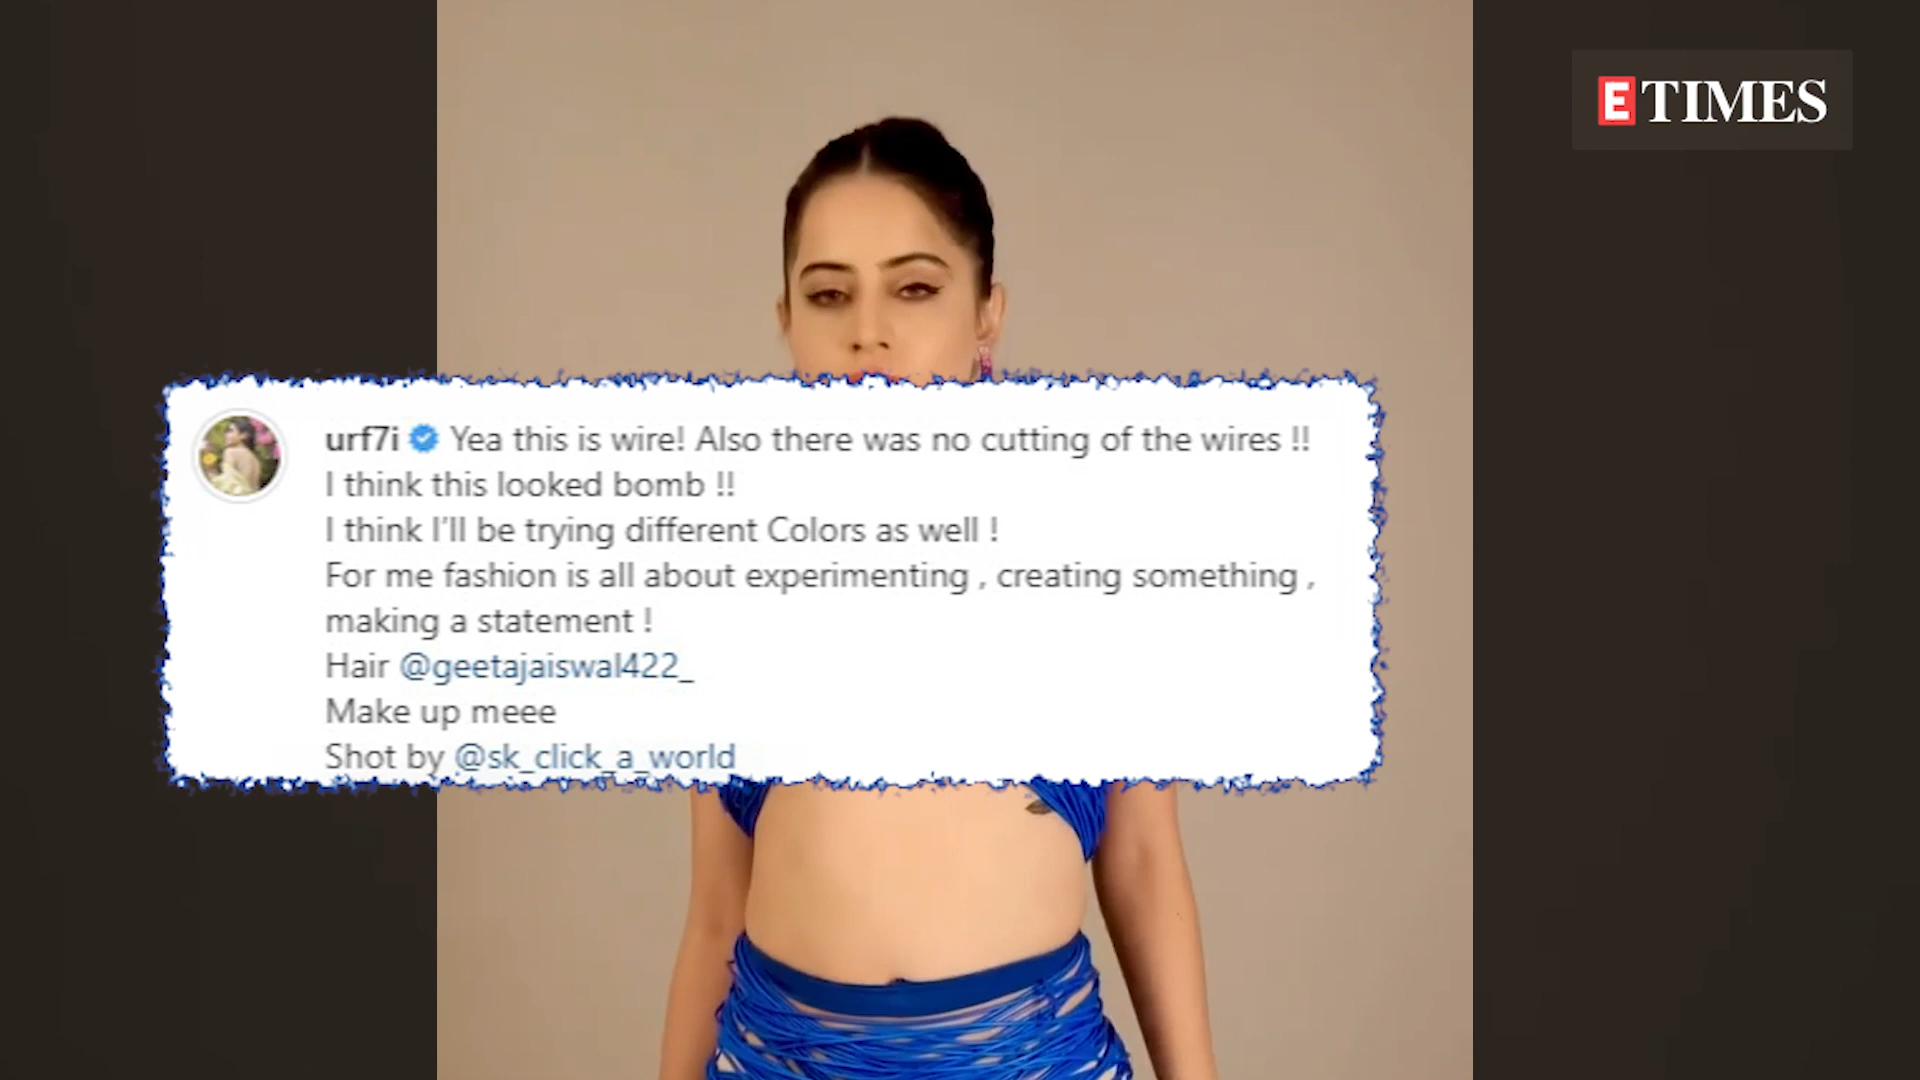 E TIMES
urf7i Yea this is wire! Also there was no cutting of the wires !!
I think this looked bomb !!
I think I'll be trying different Colors as well !
For me fashion is all about experimenting , creating something ,
making a statement !
Hair @geetajaiswal422_
Make up meee
Shot by @sk_click_a_world